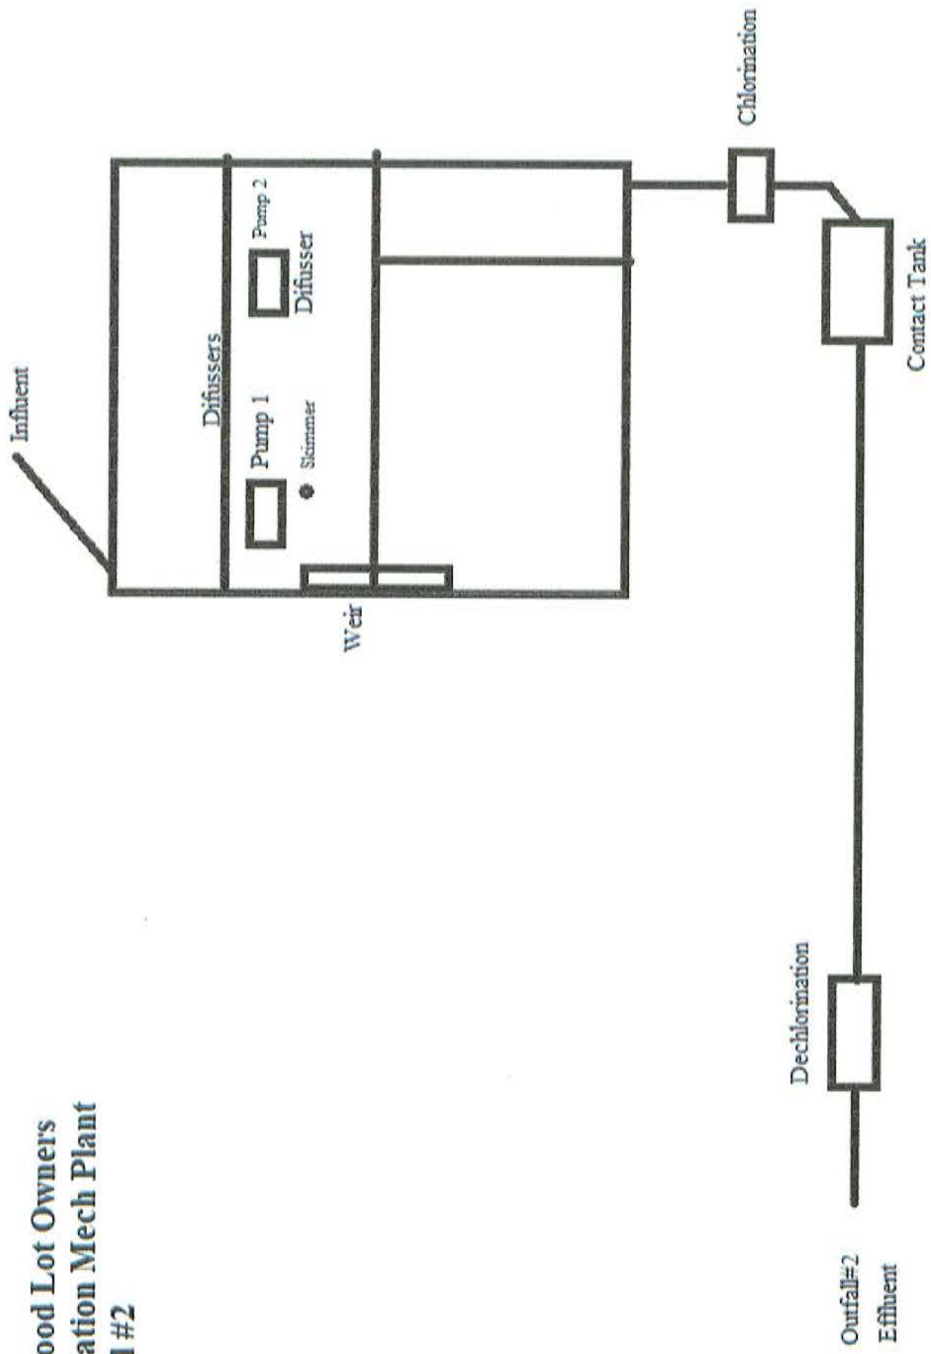 ood Lot Owners
ation Mech Plant
l #2
Influent
Difussers
Pump 1
Pump 2
Skimmer
Difusser
Weir
Chlorination
Contact Tank
Dechlorination
Outfall#2
Effluent